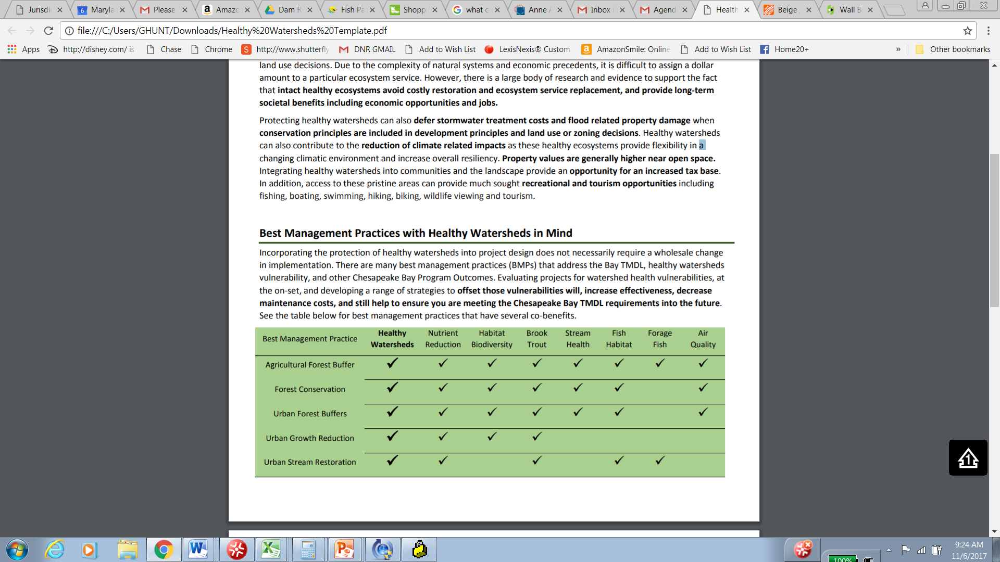 Jurisdi
6 Maryla
Please
Amazo
Dam R
Fish Pa
Shopp
what c
Anne A
Inbox
Agend
Health
Beige
Wall B
file:///C:/Users/GHUNT/Downloads/Healthy%20Watersheds%20Template.pdf
Apps
http://disney.com/ is
Chase
Chrome
http://www.shutterfly
DNR GMAIL
Add to Wish List
LexisNexis® Custom
AmazonSmile: Online
Add to Wish List
Home20+
»
Other bookmarks
land use decisions. Due to the complexity of natural systems and economic precedents, it is difficult to assign a dollar
amount to a particular ecosystem service. However, there is a large body of research and evidence to support the fact
that intact healthy ecosystems avoid costly restoration and ecosystem service replacement, and provide long-term
societal benefits including economic opportunities and jobs.
Protecting healthy watersheds can also defer stormwater treatment costs and flood related property damage when
conservation principles are included in development principles and land use or zoning decisions. Healthy watersheds
can also contribute to the reduction of climate related impacts as these healthy ecosystems provide flexibility in a
changing climatic environment and increase overall resiliency. Property values are generally higher near open space.
Integrating healthy watersheds into communities and the landscape provide an opportunity for an increased tax base.
In addition, access to these pristine areas can provide much sought recreational and tourism opportunities including
fishing, boating, swimming, hiking, biking, wildlife viewing and tourism.
Best Management Practices with Healthy Watersheds in Mind
Incorporating the protection of healthy watersheds into project design does not necessarily require a wholesale change
in implementation. There are many best management practices (BMPs) that address the Bay TMDL, healthy watersheds
vulnerability, and other Chesapeake Bay Program Outcomes. Evaluating projects for watershed health vulnerabilities, at
the on-set, and developing a range of strategies to offset those vulnerabilities will, increase effectiveness, decrease
maintenance costs, and still help to ensure you are meeting the Chesapeake Bay TMDL requirements into the future.
See the table below for best management practices that have several co-benefits.
Best Management Practice Healthy Watersheds Nutrient Reduction Habitat Biodiversity Brook Trout Stream Health Fish Habitat Forage Fish Air Quality
Agricultural Forest Buffer ✓ ✓ ✓ ✓ ✓ ✓ ✓ ✓
Forest Conservation ✓ ✓ ✓ ✓ ✓ ✓ ✓
Urban Forest Buffers ✓ ✓ ✓ ✓ ✓ ✓ ✓
Urban Growth Reduction ✓ ✓ ✓ ✓
Urban Stream Restoration ✓ ✓ ✓ ✓ ✓
1
100%
9:24 AM
11/6/2017